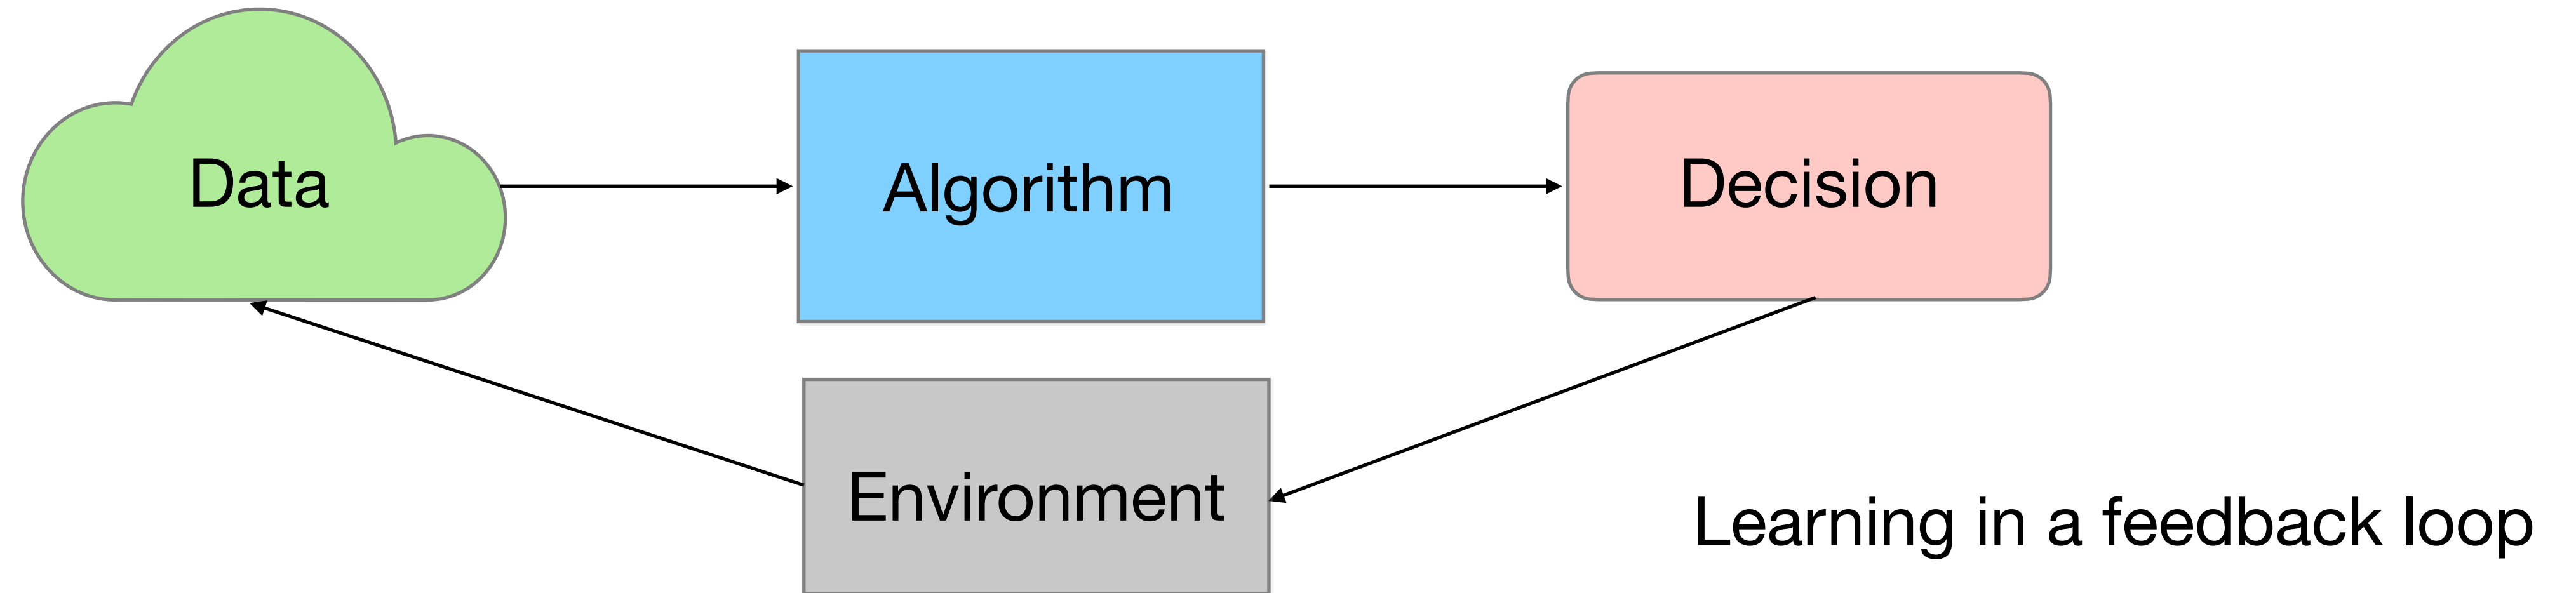 Data
Algorithm
Decision
Environment
Learning in a feedback loop